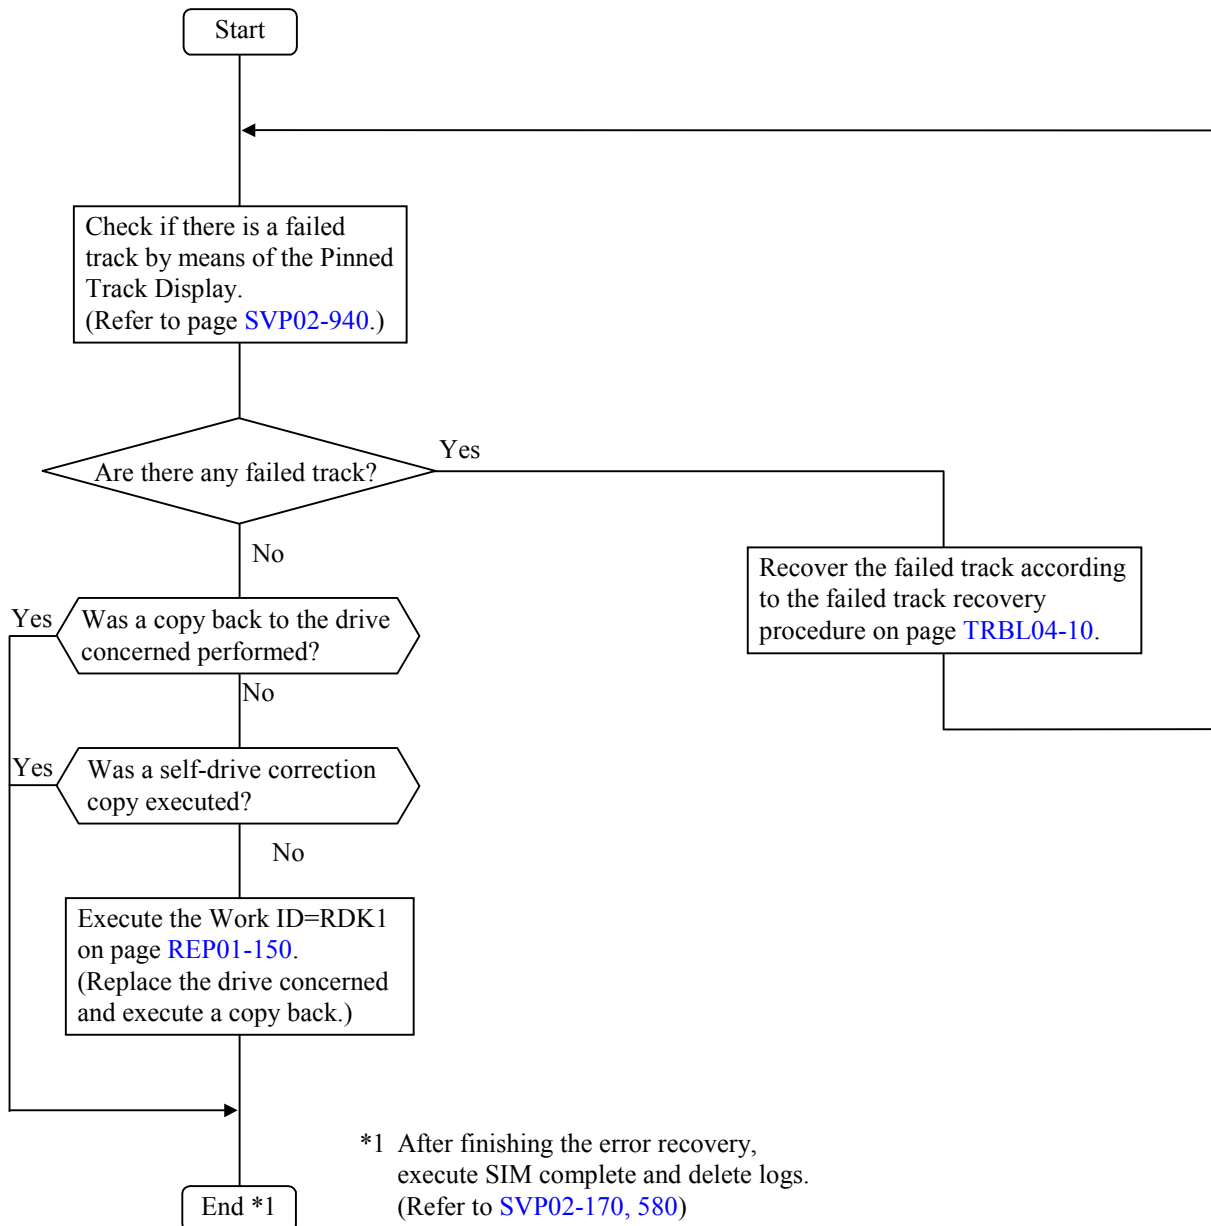 Start
Check if there is a failed
track by means of the Pinned
Track Display.
(Refer to page SVP02-940.)
Are there any failed track?
Yes
No
Recover the failed track according
to the failed track recovery
procedure on page TRBL04-10.
Yes
Was a copy back to the drive
concerned performed?
No
Yes
Was a self-drive correction
copy executed?
No
Execute the Work ID=RDK1
on page REP01-150.
(Replace the drive concerned
and execute a copy back.)
*1 After finishing the error recovery,
execute SIM complete and delete logs.
(Refer to SVP02-170, 580)
End *1